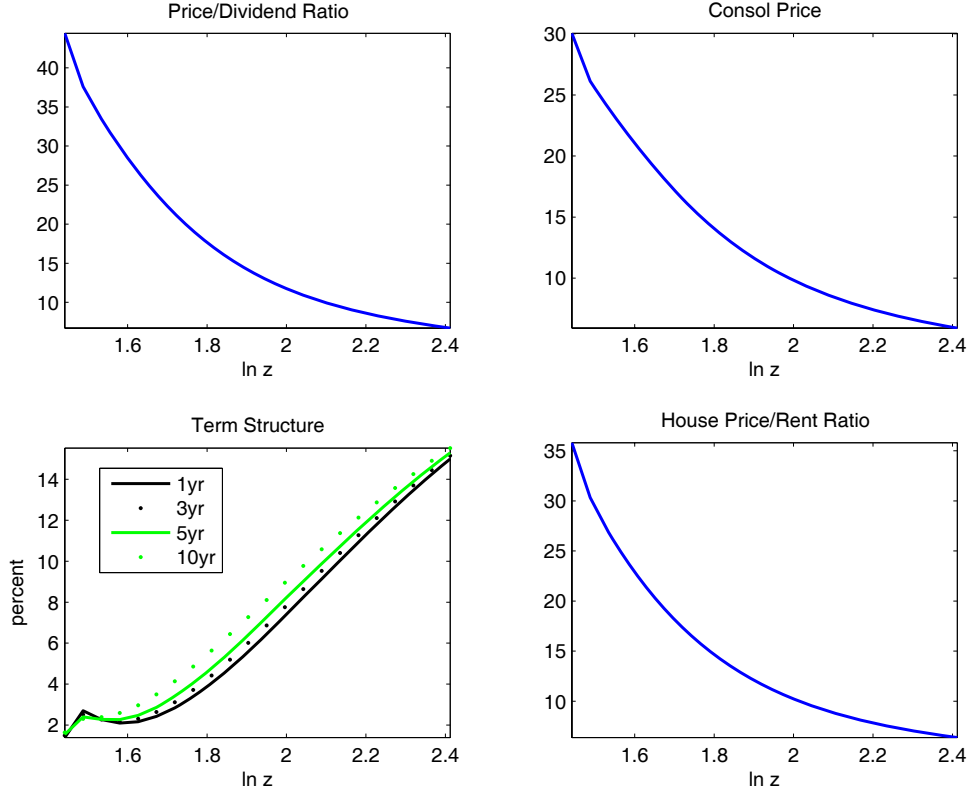 Price/Dividend Ratio
40
35
30
25
20
15
10
1.6 1.8 2 2.2 2.4
ln z
Consol Price
30
25
20
15
10
1.6 1.8 2 2.2 2.4
ln z
Term Structure
percent
14
12
10
8
6
4
2
1yr
3yr
5yr
10yr
1.6 1.8 2 2.2 2.4
ln z
House Price/Rent Ratio
35
30
25
20
15
10
1.6 1.8 2 2.2 2.4
ln z